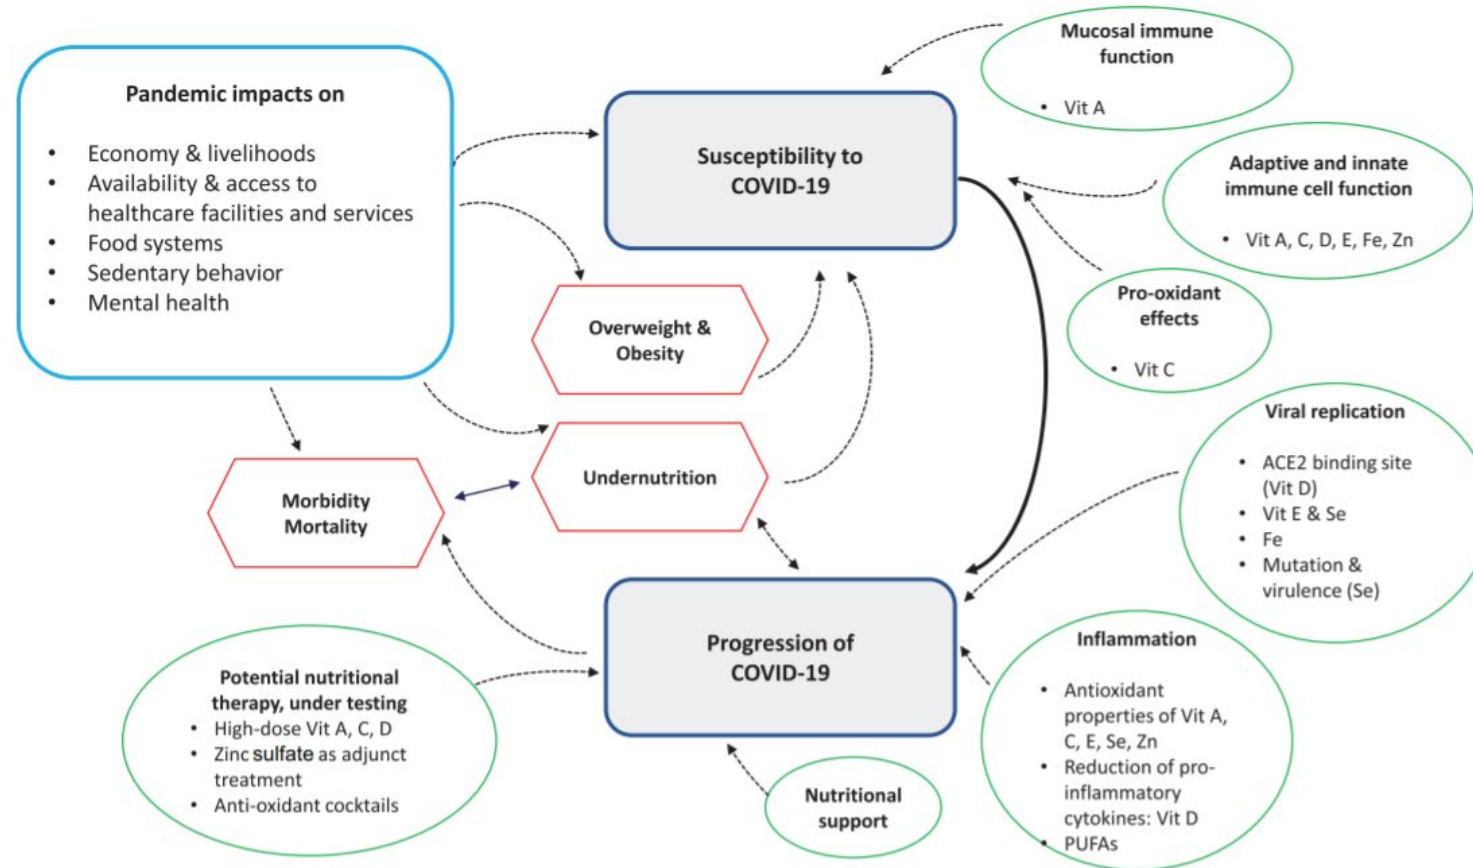 Pandemic impacts on
• Economy & livelihoods
• Availability & access to
healthcare facilities and services
• Food systems
• Sedentary behavior
• Mental health
Susceptibility to
COVID-19
Mucosal immune
function
• Vit A
Adaptive and innate
immune cell function
• Vit A, C, D, E, Fe, Zn
Pro-oxidant
effects
• Vit C
Overweight &
Obesity
Undernutrition
Morbidity
Mortality
Viral replication
• ACE2 binding site
(Vit D)
• Vit E & Se
• Fe
• Mutation &
virulence (Se)
Progression of
COVID-19
Inflammation
• Antioxidant
properties of Vit A,
C, E, Se, Zn
• Reduction of pro-
inflammatory
cytokines: Vit D
• PUFAs
Potential nutritional
therapy, under testing
• High-dose Vit A, C, D
• Zinc sulfate as adjunct
treatment
• Anti-oxidant cocktails
Nutritional
support